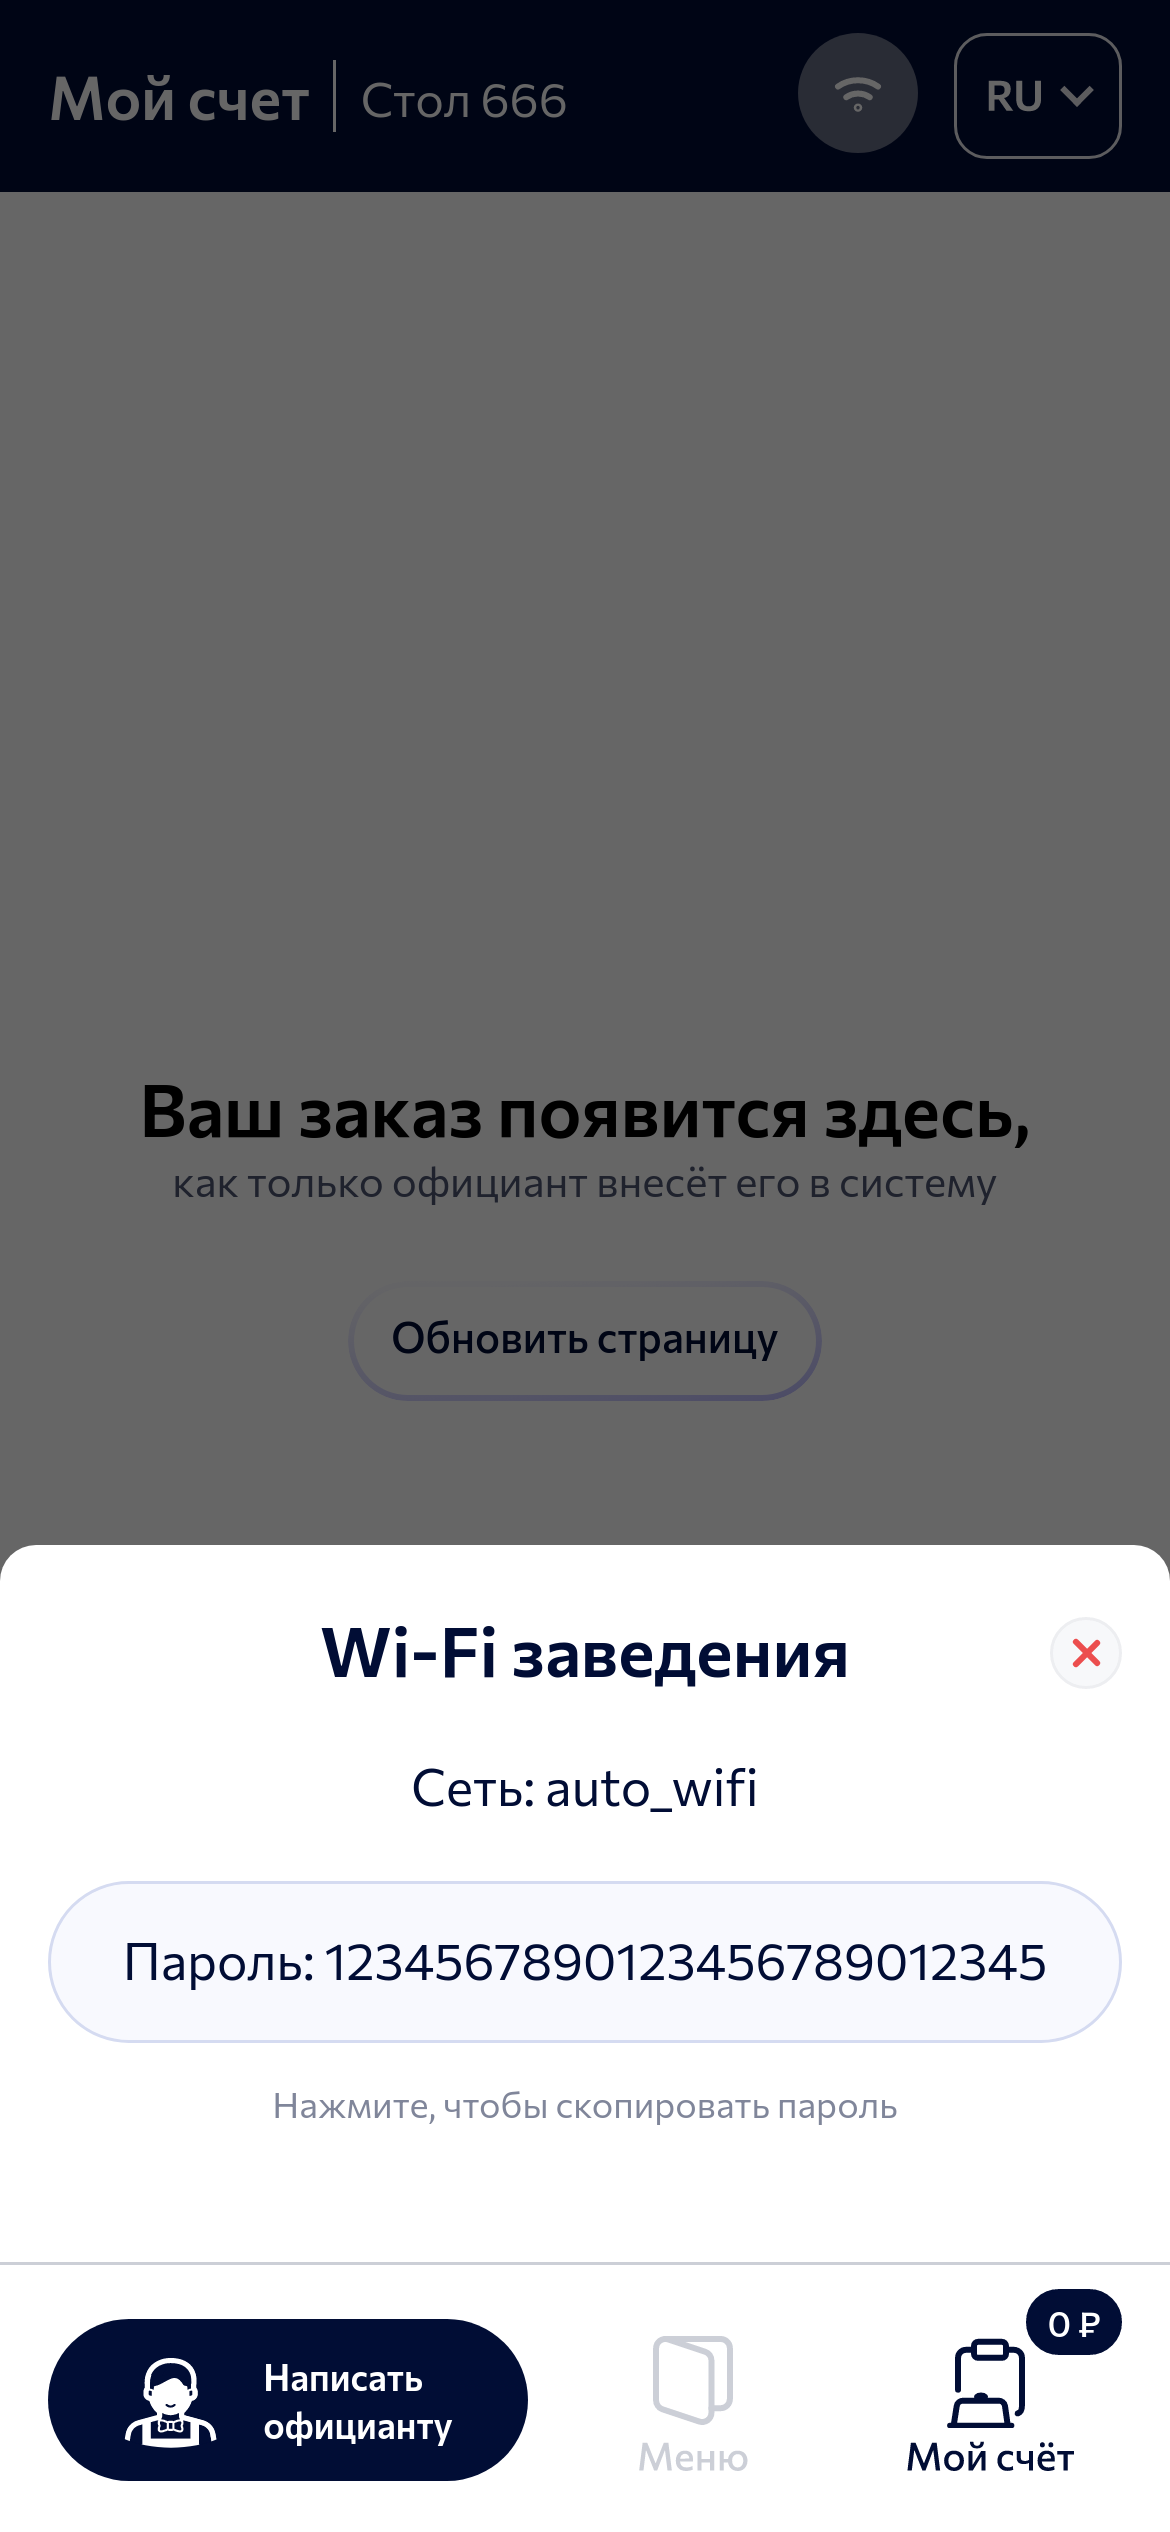 Мой счет
Стол 666
RU
Ваш заказ появится здесь,
как только официант внесёт его в систему
Обновить страницу
Wi-Fi заведения
Сеть: auto_wifi
Пароль: 1234567890123456789012345
Нажмите, чтобы скопировать пароль
Написать
официанту
Меню
0 ₽
Мой счёт